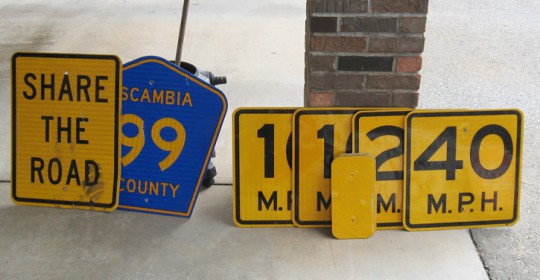 SHARE
THE
ROAD
SCAMBIA
99
COUNTY
1
M.
1
M.
2
M.
40
M.P.H.